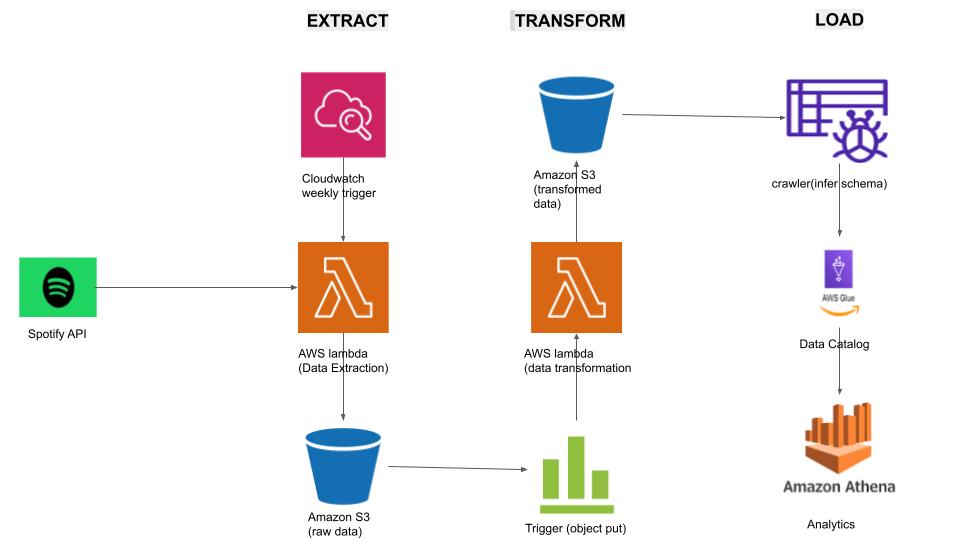 EXTRACT
TRANSFORM
LOAD
Cloudwatch
weekly trigger
Amazon S3
(transformed
data)
crawler(infer schema)
Spotify API
AWS lambda
(Data Extraction)
AWS lambda
(data transformation
AWS Glue
Data Catalog
Amazon S3
(raw data)
Trigger (object put)
Amazon Athena
Analytics